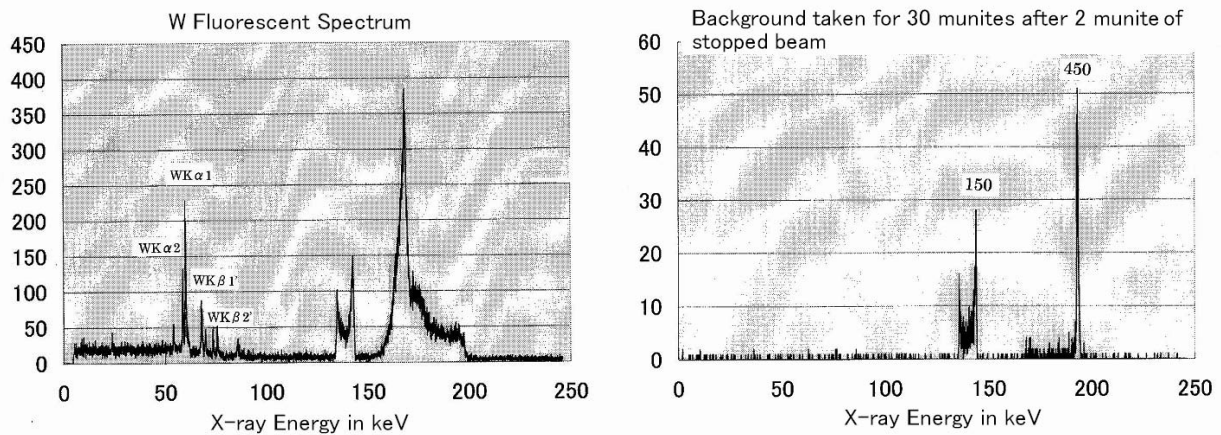 W Fluorescent Spectrum
450
400
350
300
250
200
150
100
50
0
WKα1
WKα2
WKβ1'
WKβ2'
0 50 100 150 200 250
X-ray Energy in keV
Background taken for 30 munites after 2 munite of
stopped beam
60
50
40
30
20
10
0
450
150
0 50 100 150 200 250
X-ray Energy in keV